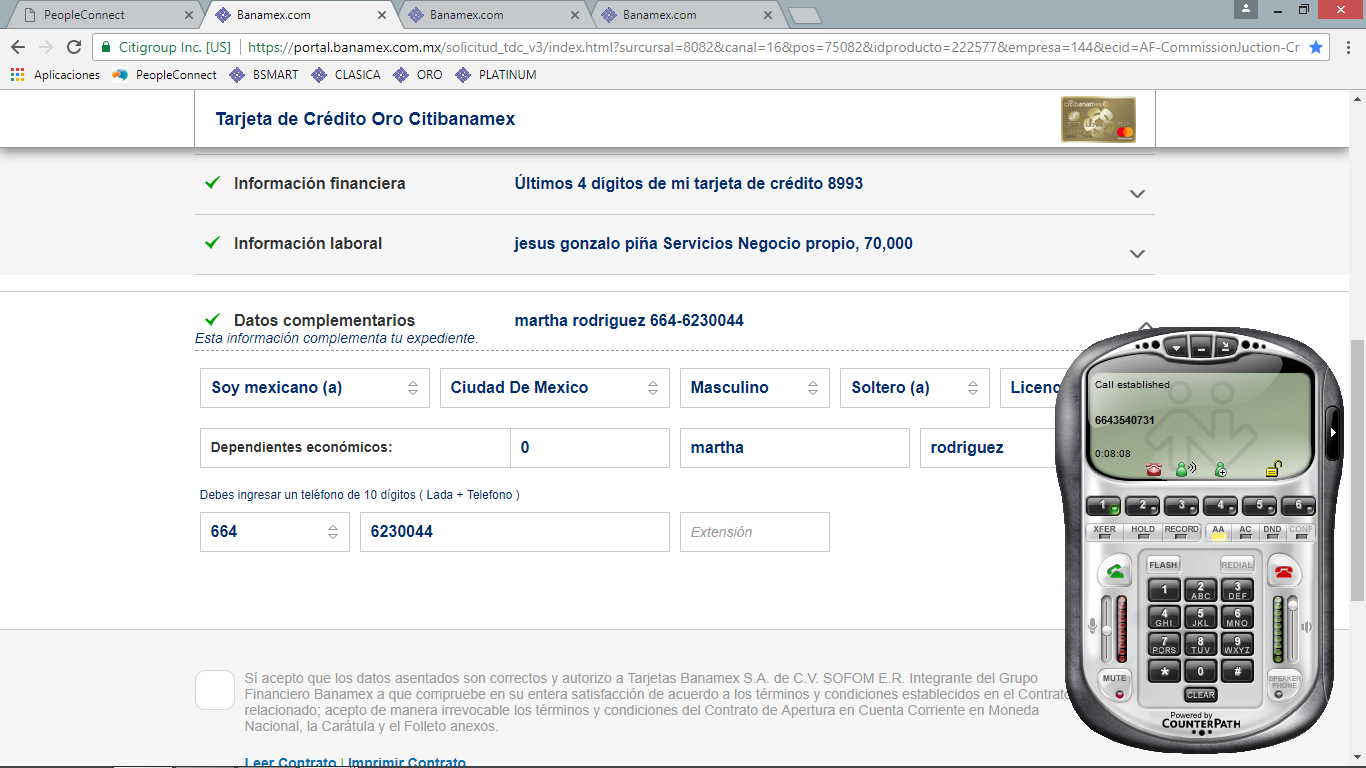 PeopleConnect
Banamex.com
Banamex.com
Banamex.com
Citigroup Inc. [US]
https://portal.banamex.com.mx/solicitud_tdc_v3/index.html?surcursal=8082&canal=16&pos=75082&idproducto=222577&empresa=144&ecid=AF-CommissionJuction-Cr
Aplicaciones
PeopleConnect
BSMART
CLASICA
ORO
PLATINUM
Tarjeta de Crédito Oro Citibanamex
Información financiera
Últimos 4 dígitos de mi tarjeta de crédito 8993
Información laboral
jesus gonzalo piña Servicios Negocio propio, 70,000
Datos complementarios
martha rodriguez 664-6230044
Esta información complementa tu expediente.
Soy mexicano (a)
Ciudad De Mexico
Masculino
Soltero (a)
Licenc
Dependientes económicos:
0
martha
rodriguez
Debes ingresar un teléfono de 10 dígitos ( Lada + Telefono )
664
6230044
Extensión
Sí acepto que los datos asentados son correctos y autorizo a Tarjetas Banamex S.A. de C.V. SOFOM E.R. Integrante del Grupo
Financiero Banamex a que compruebe en su entera satisfacción de acuerdo a los términos y condiciones establecidos en el Contrato
relacionado; acepto de manera irrevocable los términos y condiciones del Contrato de Apertura en Cuenta Corriente en Moneda
Nacional, la Carátula y el Folleto anexos.
Leer Contrato | Imprimir Contrato
Call established
6643540731
0:08:08
1 2 3 4 5 6
XFER HOLD RECORD AA AC DND CONF
FLASH
REDIAL
1
2 ABC
3 DEF
4 GHI
5 JKL
6 MNO
7 PQRS
8 TUV
9 WXYZ
*
0
#
MUTE
CLEAR
SPEAKER
PHONE
Powered by
COUNTERPATH